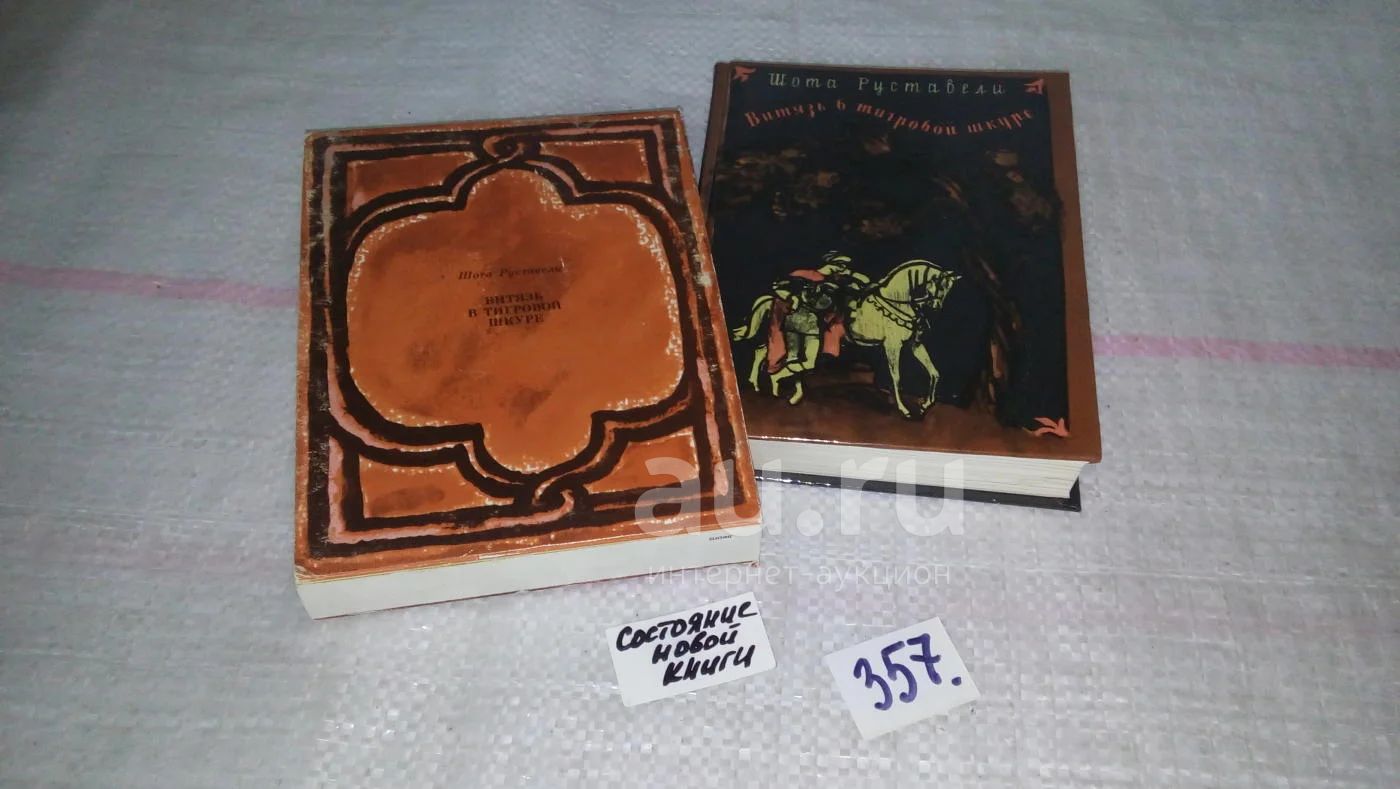 Шота Руставели
ВИТЯЗЬ
В ТИГРОВОЙ
ШКУРЕ
Шота Руставели
Витязь в тигровой шкуре
au.ru
интернет-аукцион
Состояние
новой
книги
357.